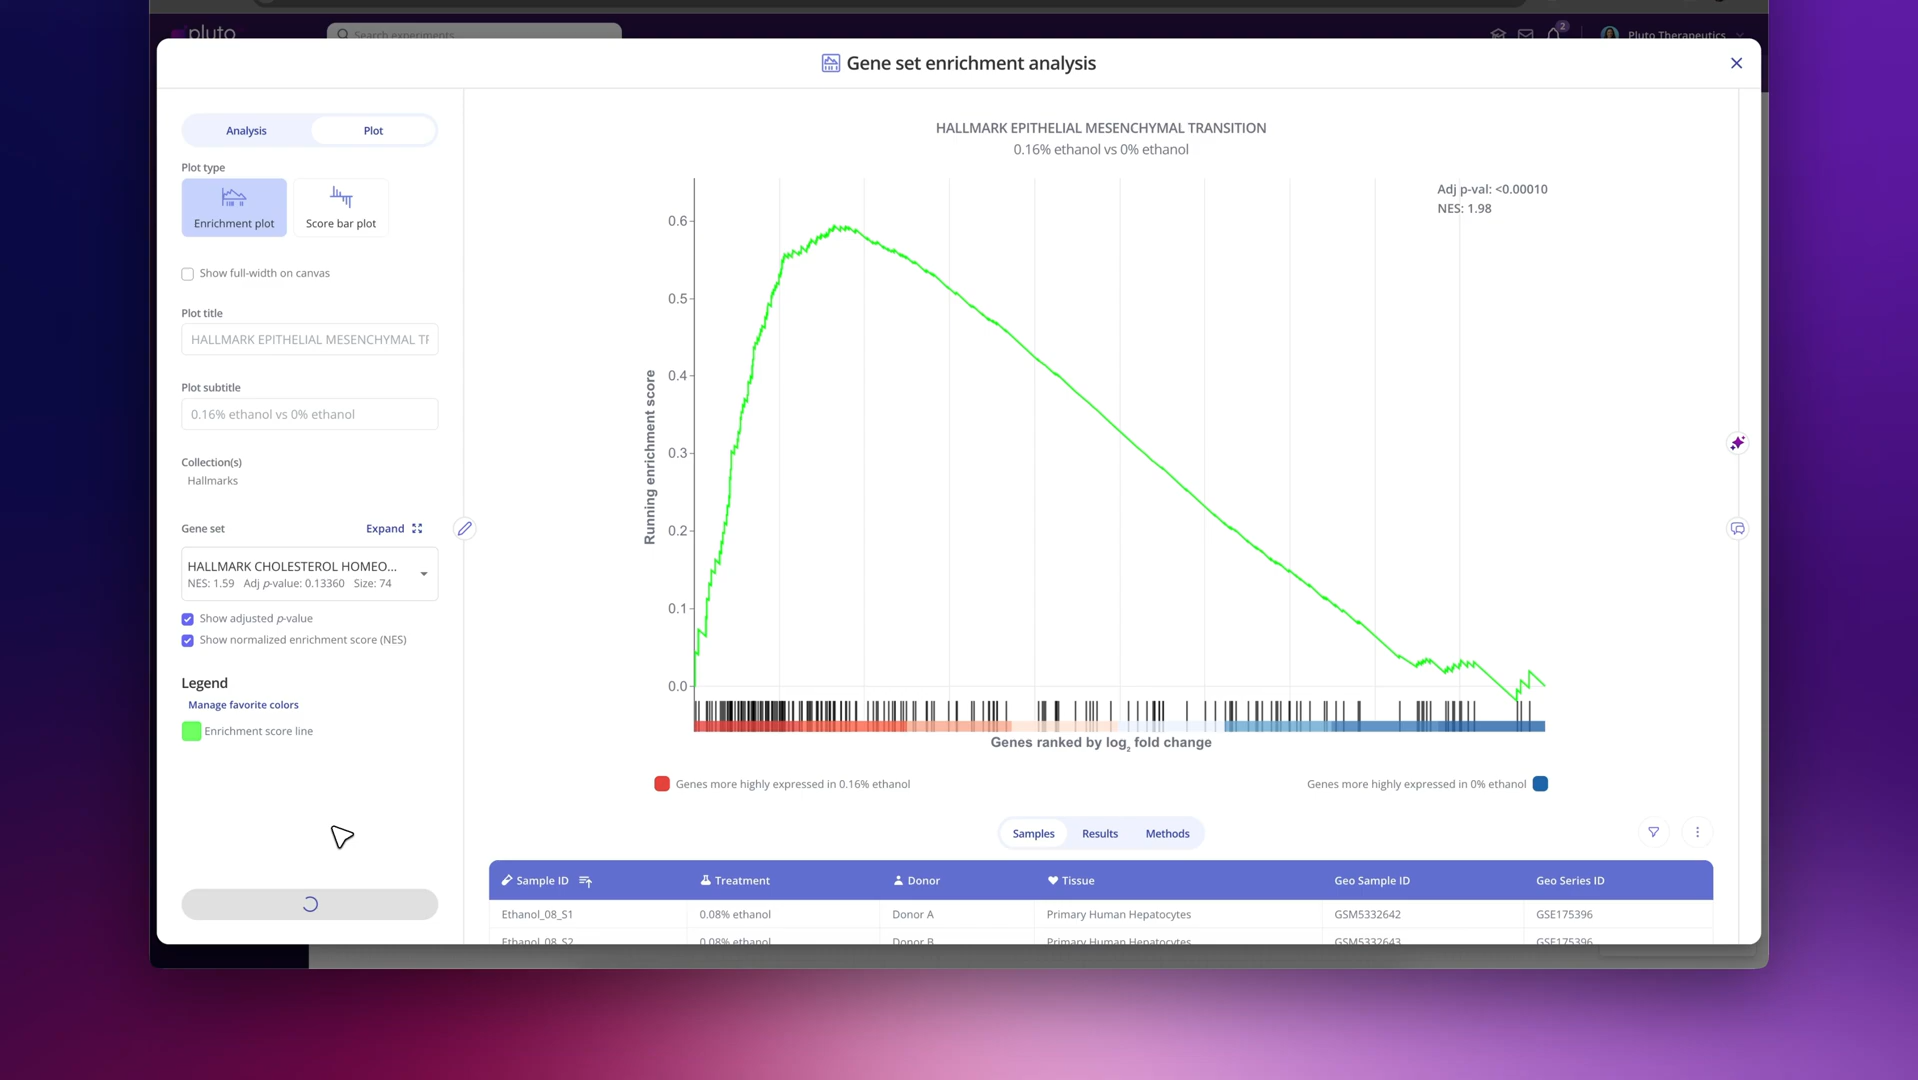 pluto
Search experiments
2
Pluto Therapeutics
Gene set enrichment analysis
Analysis
Plot
Plot type
Enrichment plot
Score bar plot
Show full-width on canvas
Plot title
HALLMARK EPITHELIAL MESENCHYMAL TF
Plot subtitle
0.16% ethanol vs 0% ethanol
Collection(s)
Hallmarks
Gene set
Expand
HALLMARK CHOLESTEROL HOMEO...
NES: 1.59 Adj p-value: 0.13360 Size: 74
Show adjusted p-value
Show normalized enrichment score (NES)
Legend
Manage favorite colors
Enrichment score line
HALLMARK EPITHELIAL MESENCHYMAL TRANSITION
0.16% ethanol vs 0% ethanol
Adj p-val: <0.00010
NES: 1.98
Running enrichment score
0.6
0.5
0.4
0.3
0.2
0.1
0.0
Genes ranked by log2 fold change
Genes more highly expressed in 0.16% ethanol
Genes more highly expressed in 0% ethanol
Samples
Results
Methods
Sample ID Treatment Donor Tissue Geo Sample ID Geo Series ID
Ethanol_08_S1 0.08% ethanol Donor A Primary Human Hepatocytes GSM5332642 GSE175396
Ethanol_08_S2 0.08% ethanol Donor B Primary Human Hepatocytes GSM5332643 GSE175396